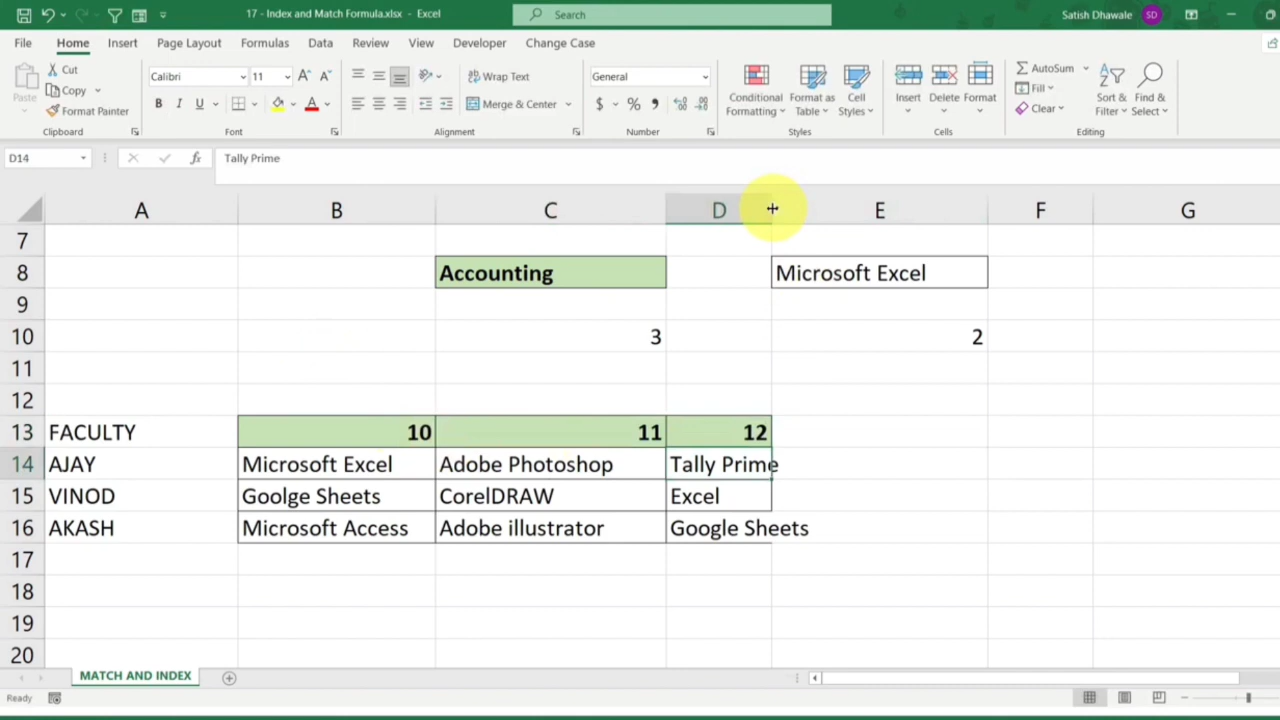 17 - Index and Match Formula.xlsx - Excel
Search
Satish Dhawale SD
File Home Insert Page Layout Formulas Data Review View Developer Change Case
Paste
Cut
Copy
Format Painter
Clipboard
Calibri 11 A A
B I U A
Font
Wrap Text
Merge & Center
Alignment
General
$ %
Number
Conditional Formatting
Format as Table
Cell Styles
Styles
Insert Delete Format
Cells
AutoSum
Fill
Clear
Sort & Filter
Find & Select
Editing
D14 fx Tally Prime
A B C D E F G
7
8 Accounting Microsoft Excel
9
10 3 2
11
12
13 FACULTY 10 11 12
14 AJAY Microsoft Excel Adobe Photoshop Tally Prime
15 VINOD Goolge Sheets CorelDRAW Excel
16 AKASH Microsoft Access Adobe illustrator Google Sheets
17
18
19
20
MATCH AND INDEX
Ready